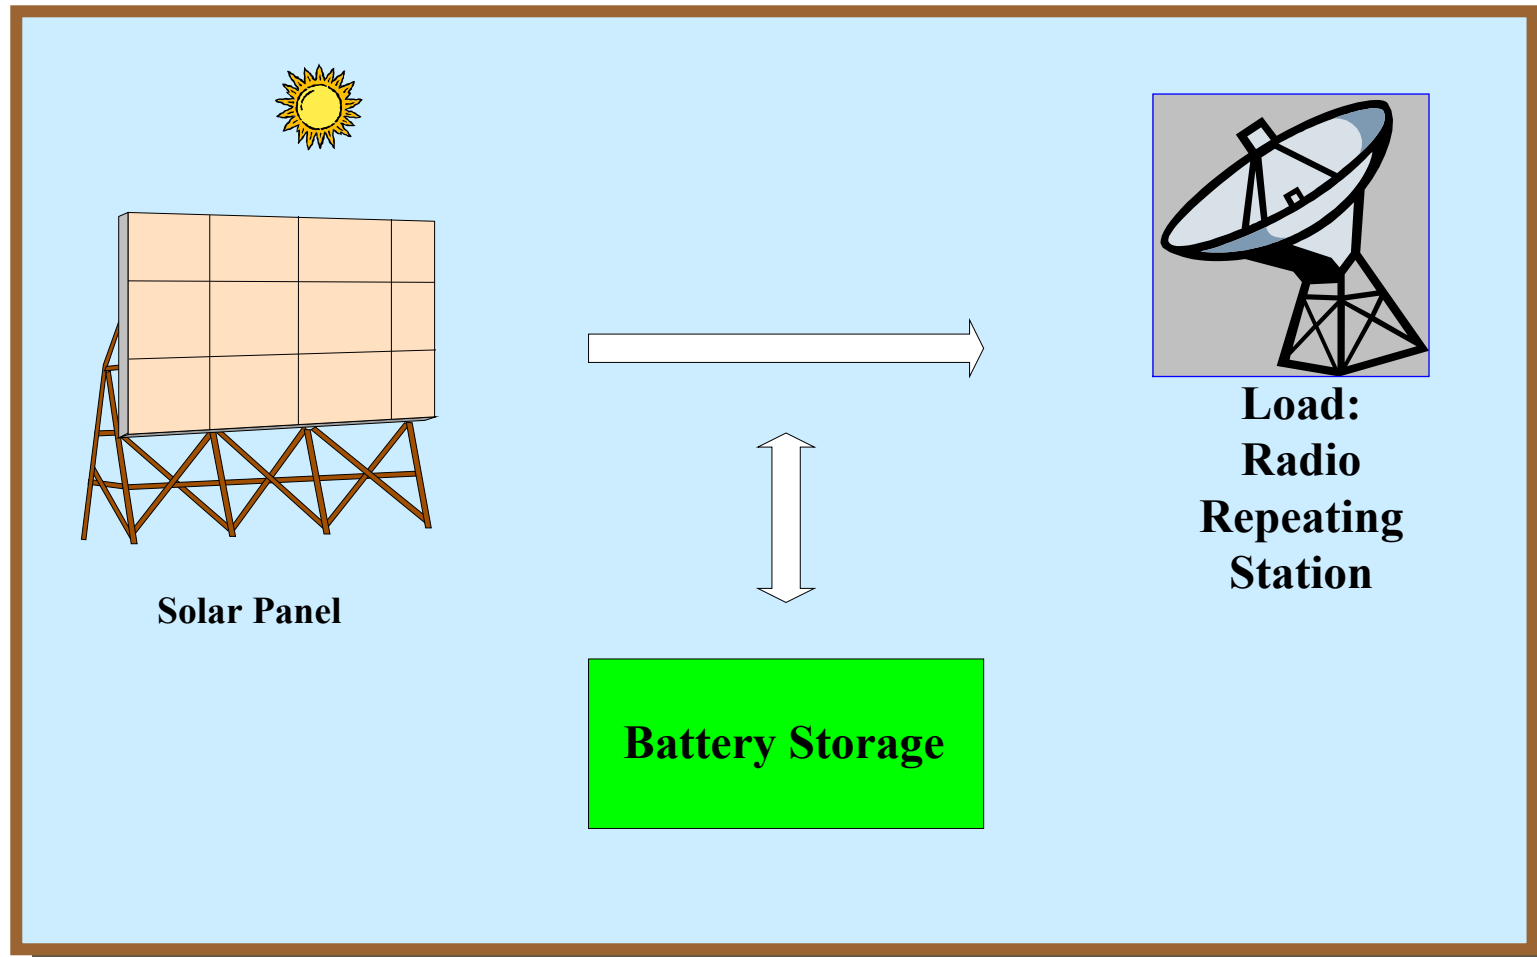 Solar Panel
Load:
Radio
Repeating
Station
Battery Storage